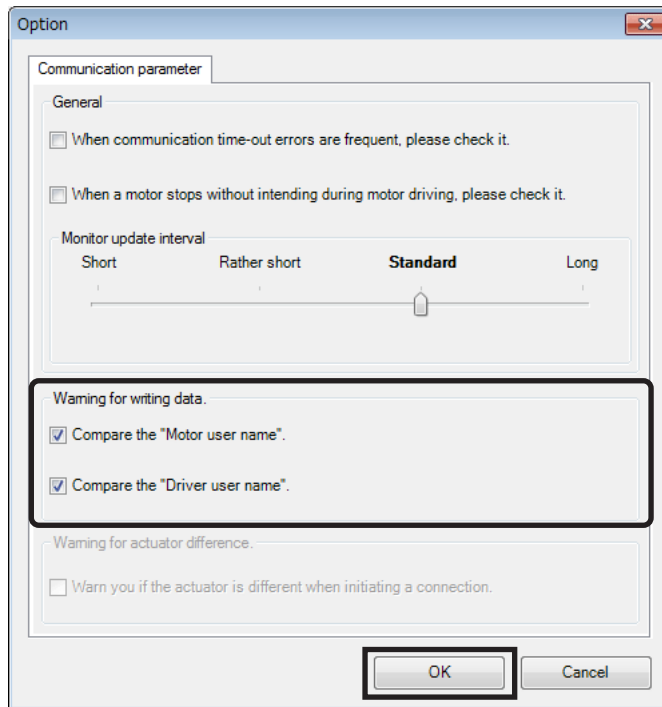 Option
Communication parameter
General
When communication time-out errors are frequent, please check it.
When a motor stops without intending during motor driving, please check it.
Monitor update interval
Short Rather short Standard Long
Warning for writing data.
Compare the "Motor user name".
Compare the "Driver user name".
Warning for actuator difference.
Warn you if the actuator is different when initiating a connection.
OK Cancel